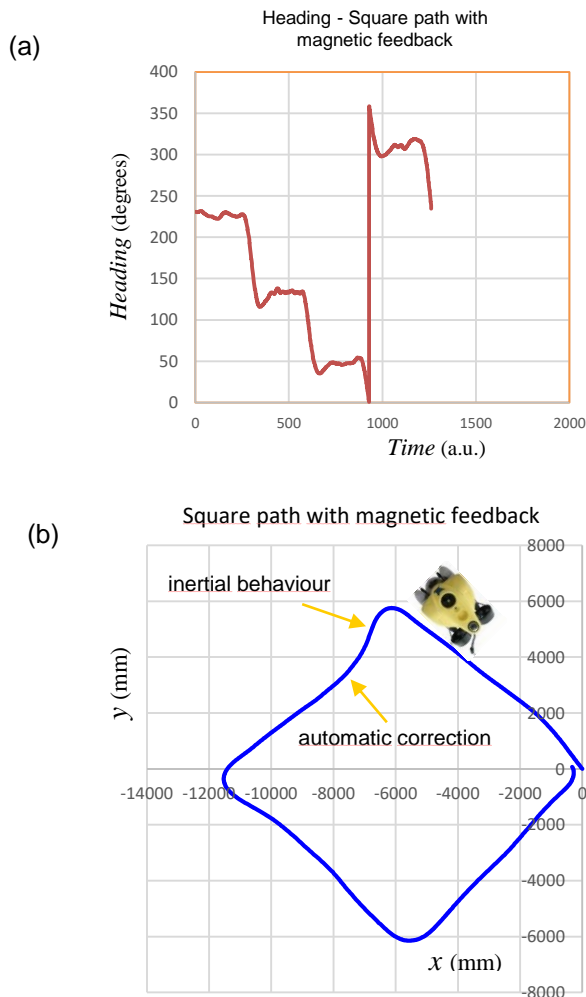 (a)
Heading - Square path with
magnetic feedback
400
350
300
250
200
150
100
50
0
Heading (degrees)
0 500 1000 1500 2000
Time (a.u.)
(b)
Square path with magnetic feedback
8000
6000
4000
2000
0
-2000
-4000
-6000
-8000
inertial behaviour
automatic correction
y (mm)
-14000 -12000 -10000 -8000 -6000 -4000 -2000 0
x (mm)